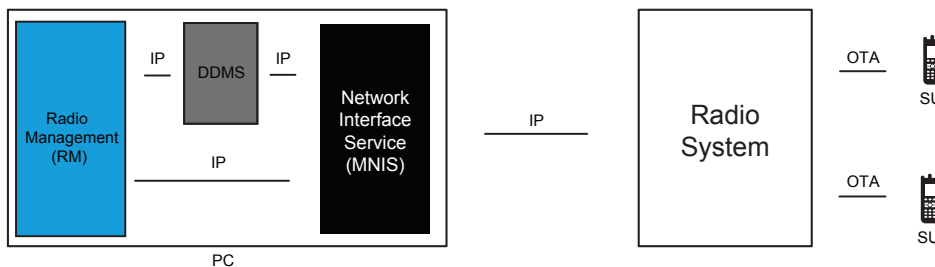 IP
DDMS
IP
Radio
Management
(RM)
IP
Network
Interface
Service
(MNIS)
PC
IP
Radio
System
OTA
OTA